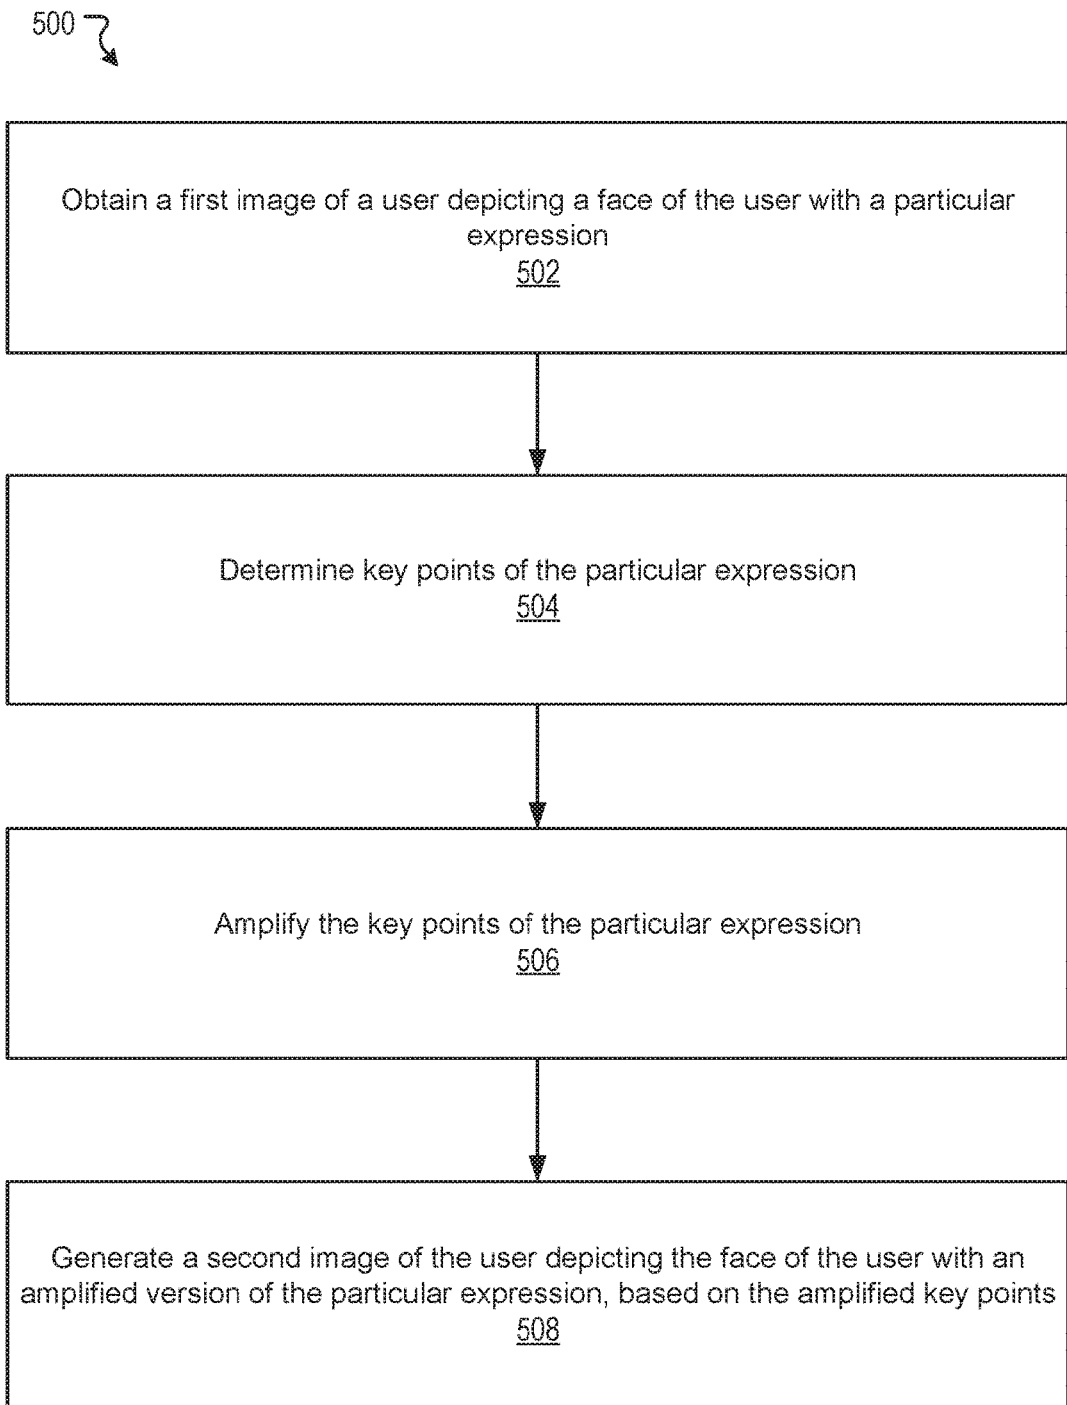 500
Obtain a first image of a user depicting a face of the user with a particular
expression
502
Determine key points of the particular expression
504
Amplify the key points of the particular expression
506
Generate a second image of the user depicting the face of the user with an
amplified version of the particular expression, based on the amplified key points
508